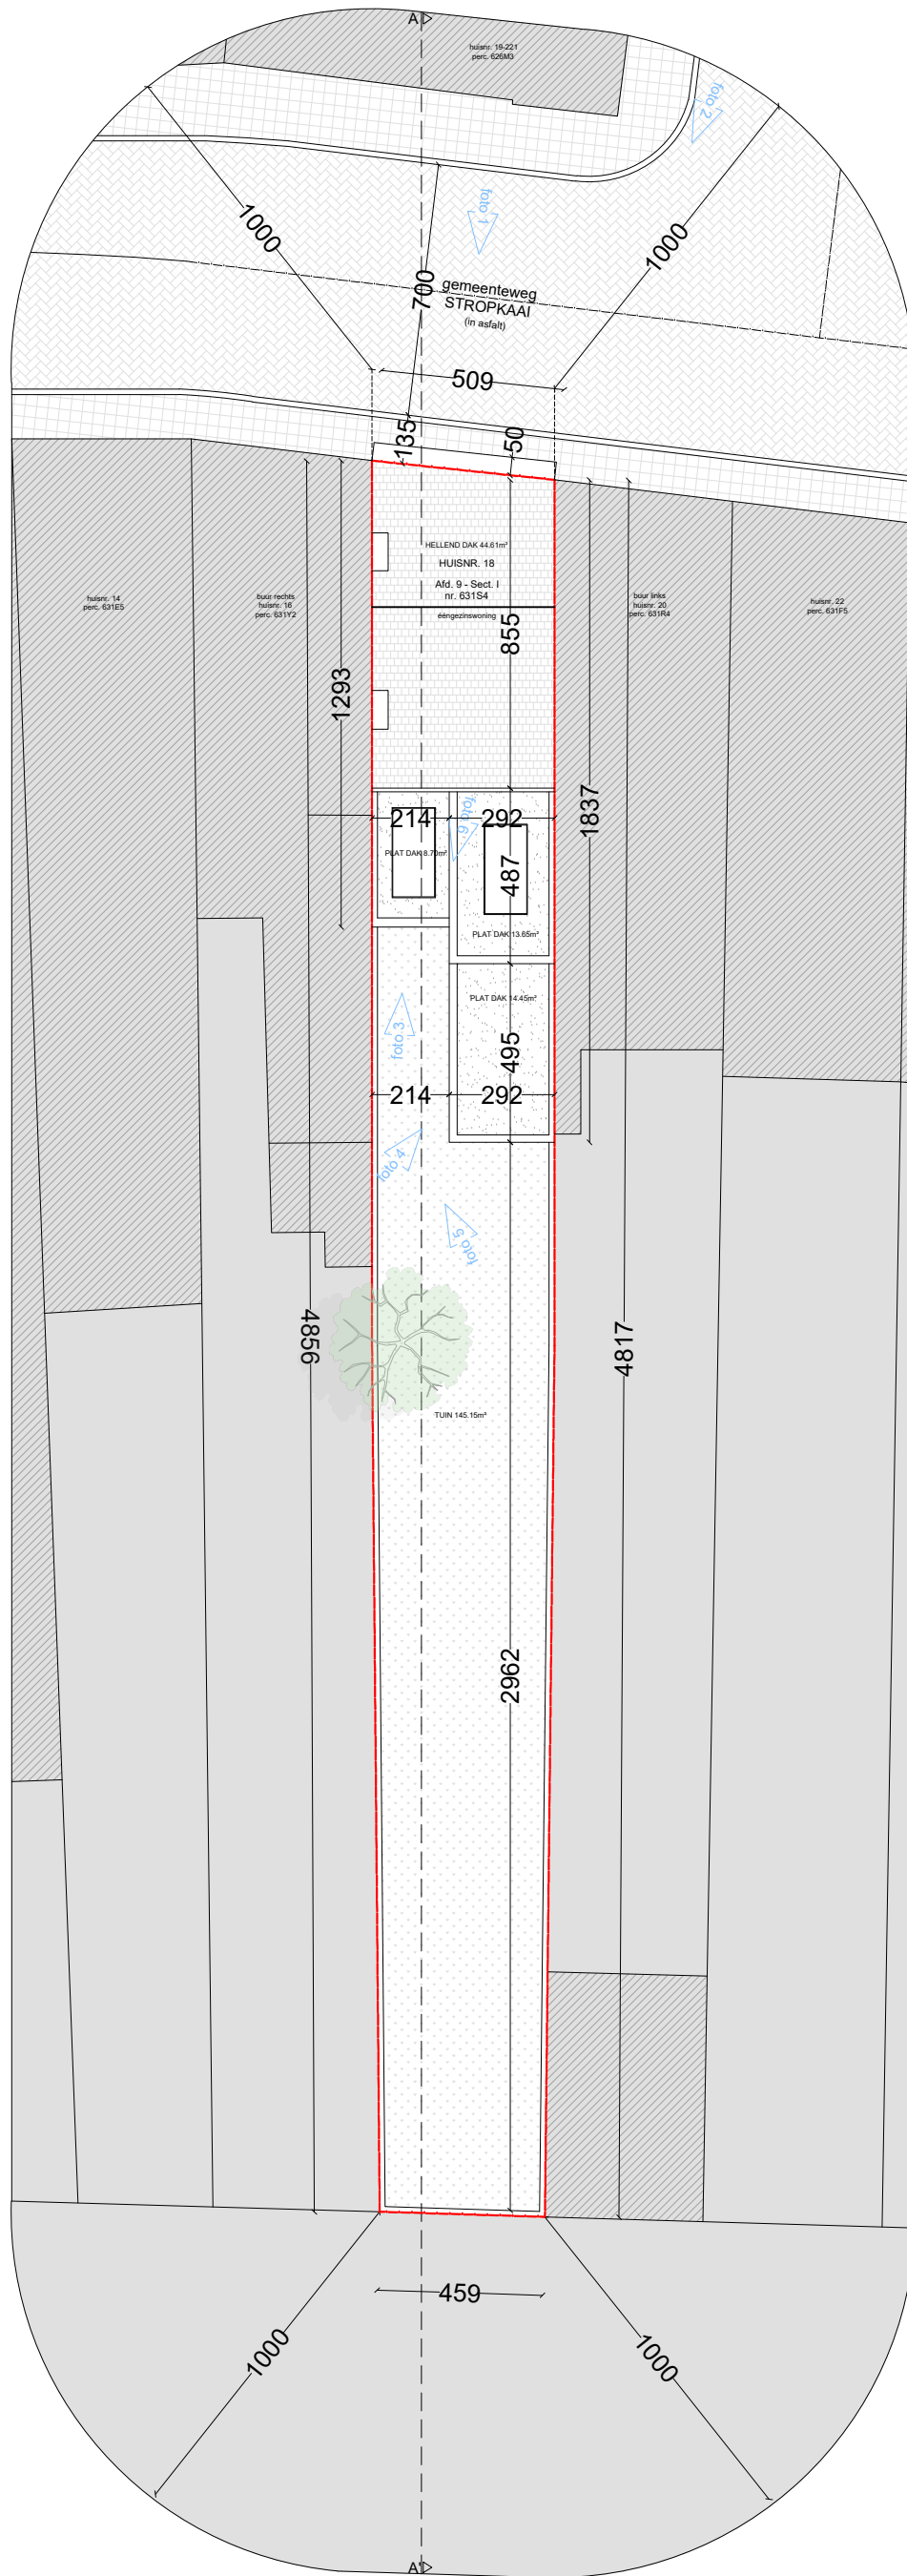 A
huisnr. 19-221
perc. 626M3
foto 2
foto 1
1000
1000
700
gemeenteweg
STROPKAAI
(in asfalt)
509
135
50
HELLEND DAK 44.61m²
HUISNR. 18
Afd. 9 - Sect. I
nr. 631S4
ééngezinswoning
huisnr. 14
perc. 631E5
buur rechts
huisnr. 16
perc. 631Y2
buur links
huisnr. 20
perc. 631R4
huisnr. 22
perc. 631F5
855
1293
1837
214
292
foto 6
487
PLAT DAK 8.70m²
PLAT DAK 13.65m²
PLAT DAK 14.45m²
foto 3
495
214
292
foto 4
foto 5
4856
4817
TUIN 145.15m²
2962
459
1000
1000
A'